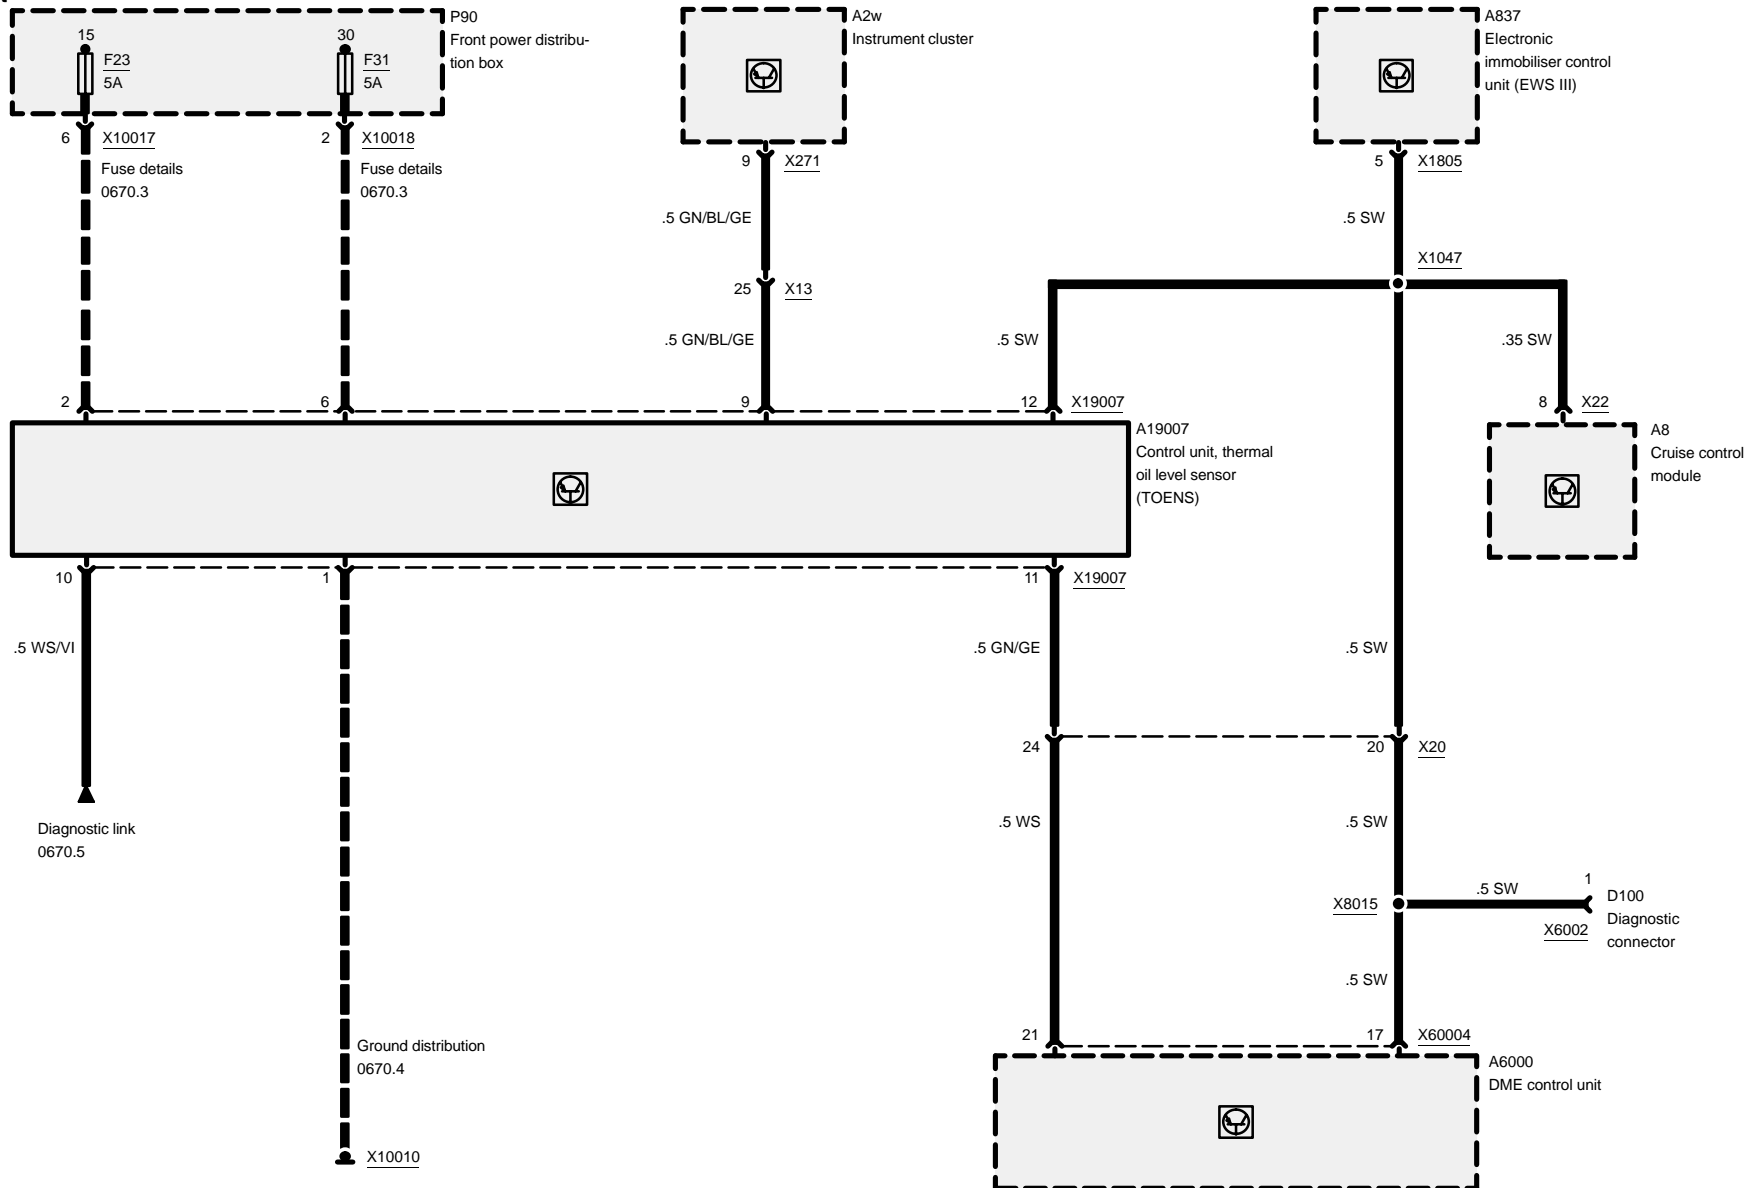 P90
Front power distribu-
tion box
15
F23
5A
30
F31
5A
A2w
Instrument cluster
A837
Electronic
immobiliser control
unit (EWS III)
6
X10017
Fuse details
0670.3
2
X10018
Fuse details
0670.3
9
X271
5
X1805
.5 GN/BL/GE
.5 SW
X1047
25
X13
.5 GN/BL/GE
.5 SW
.35 SW
2
6
9
12
X19007
8
X22
A19007
Control unit, thermal
oil level sensor
(TOENS)
A8
Cruise control
module
10
1
11
X19007
.5 WS/VI
.5 GN/GE
.5 SW
24
20
X20
Diagnostic link
0670.5
.5 WS
.5 SW
X8015
.5 SW
1
X6002
D100
Diagnostic
connector
.5 SW
Ground distribution
0670.4
21
17
X60004
A6000
DME control unit
X10010